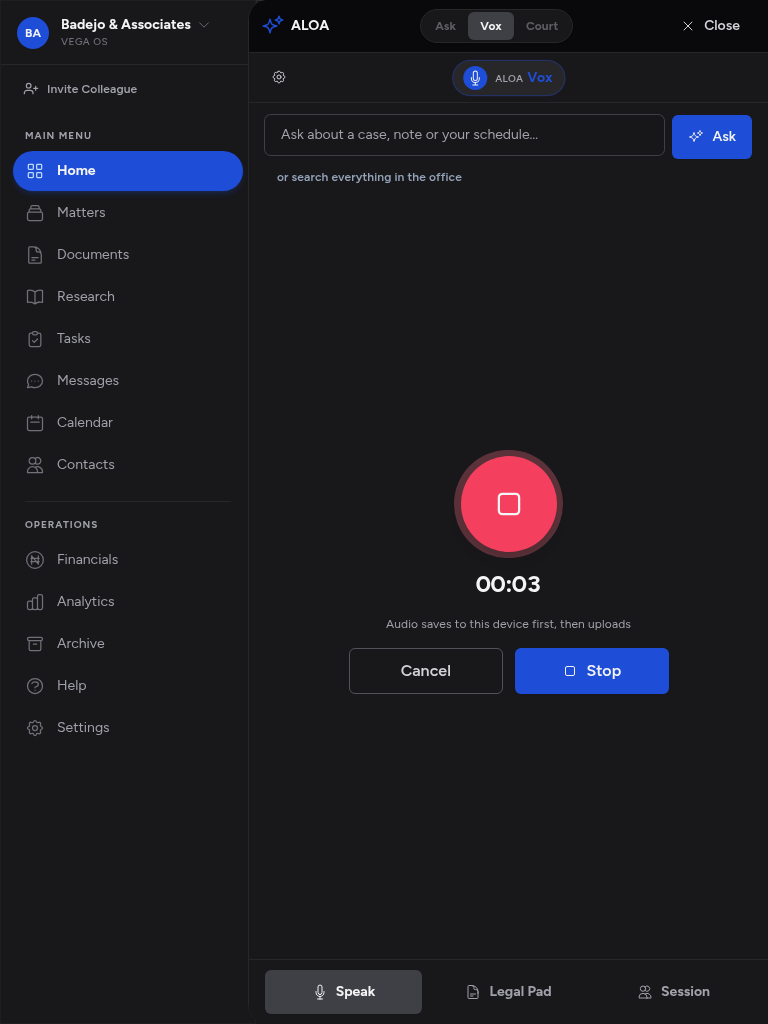 BA
Badejo & Associates
VEGA OS
Invite Colleague
MAIN MENU
Home
Matters
Documents
Research
Tasks
Messages
Calendar
Contacts
OPERATIONS
Financials
Analytics
Archive
Help
Settings
ALOA
Ask Vox Court
Close
ALOA Vox
Ask about a case, note or your schedule...
Ask
or search everything in the office
00:03
Audio saves to this device first, then uploads
Cancel
Stop
Speak
Legal Pad
Session